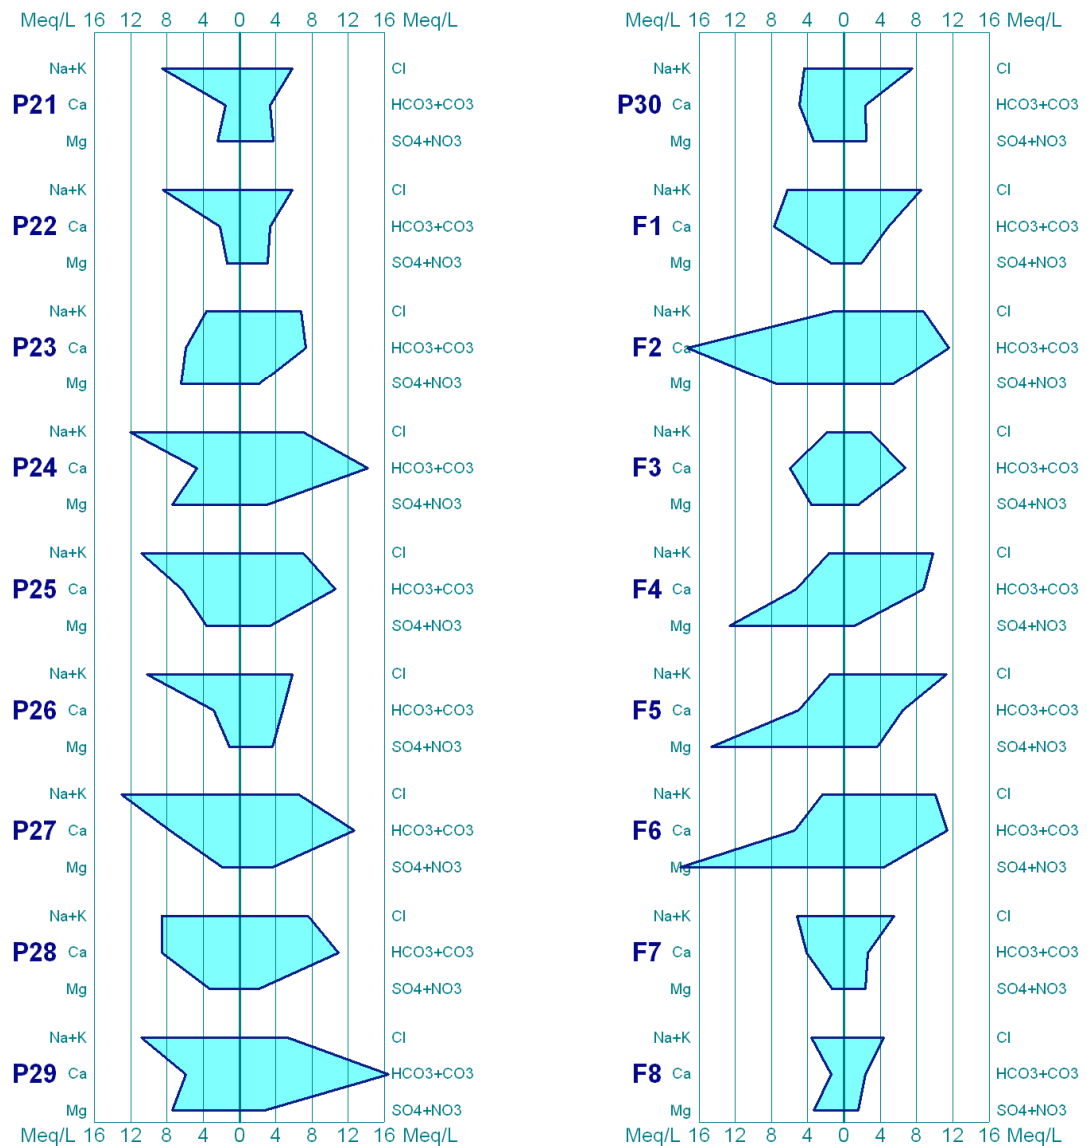 Meq/L 16 12 8 4 0 4 8 12 16 Meq/L
Na+K Cl
P21 Ca HCO3+CO3
Mg SO4+NO3
Na+K Cl
P22 Ca HCO3+CO3
Mg SO4+NO3
Na+K Cl
P23 Ca HCO3+CO3
Mg SO4+NO3
Na+K Cl
P24 Ca HCO3+CO3
Mg SO4+NO3
Na+K Cl
P25 Ca HCO3+CO3
Mg SO4+NO3
Na+K Cl
P26 Ca HCO3+CO3
Mg SO4+NO3
Na+K Cl
P27 Ca HCO3+CO3
Mg SO4+NO3
Na+K Cl
P28 Ca HCO3+CO3
Mg SO4+NO3
Na+K Cl
P29 Ca HCO3+CO3
Mg SO4+NO3
Meq/L 16 12 8 4 0 4 8 12 16 Meq/L
Meq/L 16 12 8 4 0 4 8 12 16 Meq/L
Na+K Cl
P30 Ca HCO3+CO3
Mg SO4+NO3
Na+K Cl
F1 Ca HCO3+CO3
Mg SO4+NO3
Na+K Cl
F2 Ca HCO3+CO3
Mg SO4+NO3
Na+K Cl
F3 Ca HCO3+CO3
Mg SO4+NO3
Na+K Cl
F4 Ca HCO3+CO3
Mg SO4+NO3
Na+K Cl
F5 Ca HCO3+CO3
Mg SO4+NO3
Na+K Cl
F6 Ca HCO3+CO3
Mg SO4+NO3
Na+K Cl
F7 Ca HCO3+CO3
Mg SO4+NO3
Na+K Cl
F8 Ca HCO3+CO3
Mg SO4+NO3
Meq/L 16 12 8 4 0 4 8 12 16 Meq/L